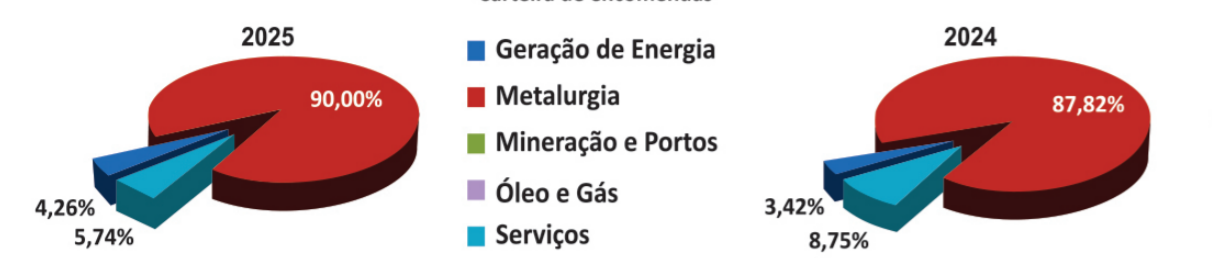 2025
90,00%
4,26%
5,74%
Geração de Energia
Metalurgia
Mineração e Portos
Óleo e Gás
Serviços
2024
87,82%
3,42%
8,75%